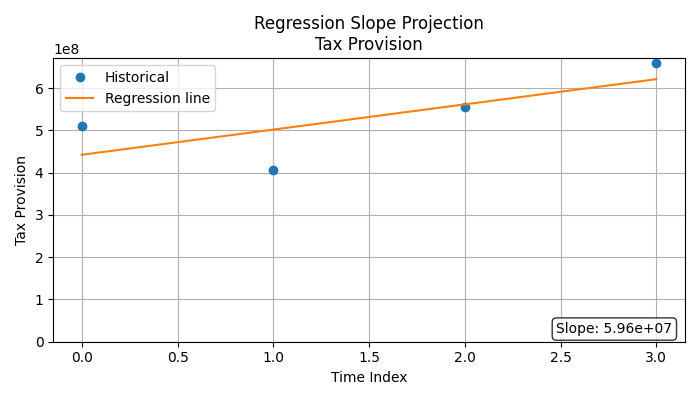 Regression Slope Projection
Tax Provision
1e8
Historical
Regression line
6
5
4
3
2
1
0
Tax Provision
Slope: 5.96e+07
0.0 0.5 1.0 1.5 2.0 2.5 3.0
Time Index